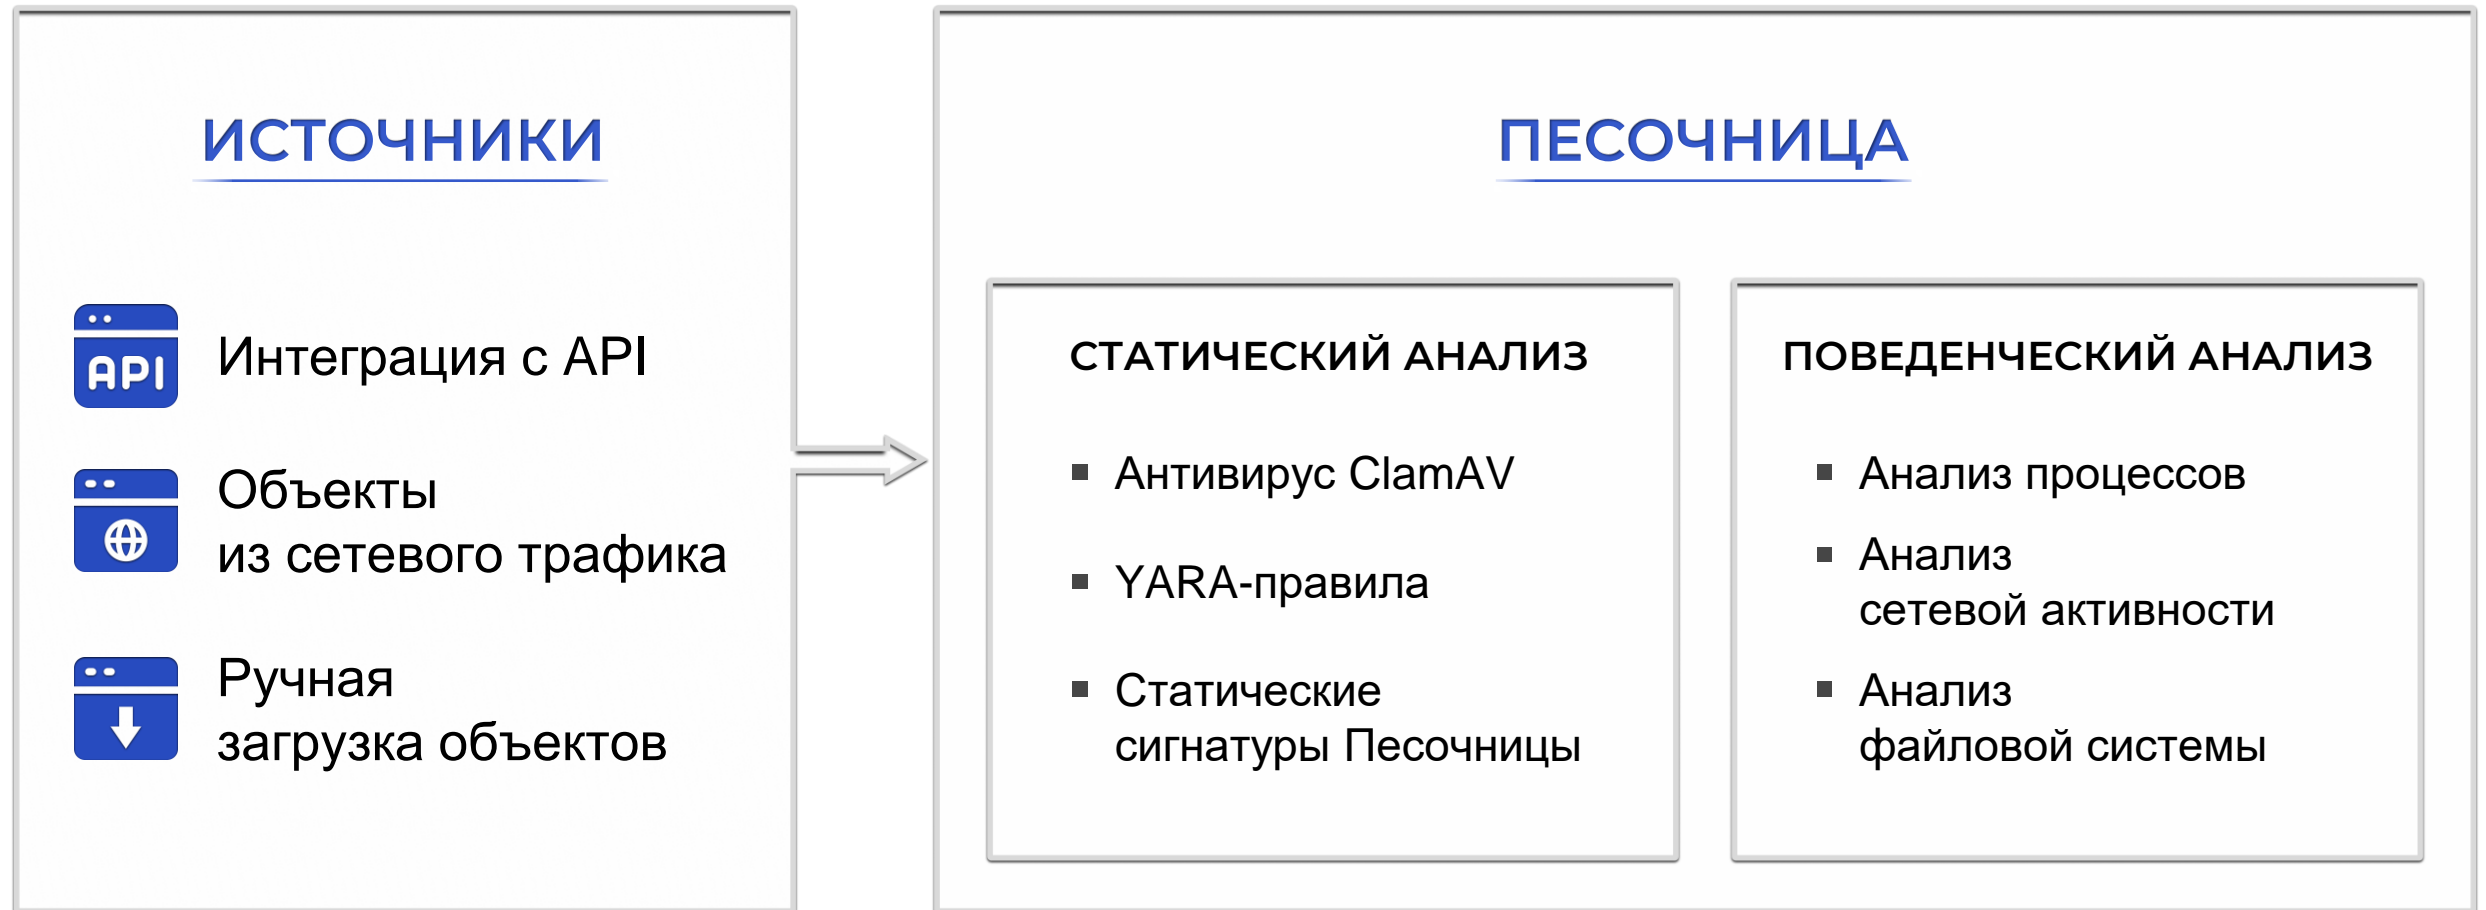 ИСТОЧНИКИ
API
Интеграция с API
Объекты
из сетевого трафика
Ручная
загрузка объектов
ПЕСОЧНИЦА
СТАТИЧЕСКИЙ АНАЛИЗ
Антивирус ClamAV
YARA-правила
Статические
сигнатуры Песочницы
ПОВЕДЕНЧЕСКИЙ АНАЛИЗ
Анализ процессов
Анализ
сетевой активности
Анализ
файловой системы